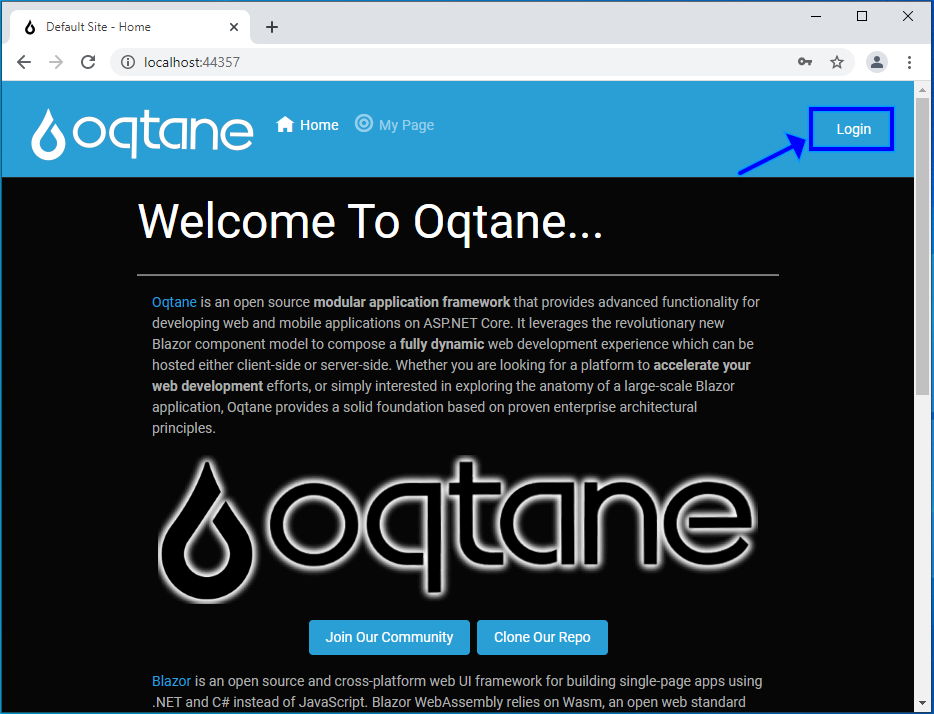 Default Site - Home
localhost:44357
oqtane
Home
My Page
Login
Welcome To Oqtane...
Oqtane is an open source modular application framework that provides advanced functionality for
developing web and mobile applications on ASP.NET Core. It leverages the revolutionary new
Blazor component model to compose a fully dynamic web development experience which can be
hosted either client-side or server-side. Whether you are looking for a platform to accelerate your
web development efforts, or simply interested in exploring the anatomy of a large-scale Blazor
application, Oqtane provides a solid foundation based on proven enterprise architectural
principles.
oqtane
Join Our Community
Clone Our Repo
Blazor is an open source and cross-platform web UI framework for building single-page apps using
.NET and C# instead of JavaScript. Blazor WebAssembly relies on Wasm, an open web standard